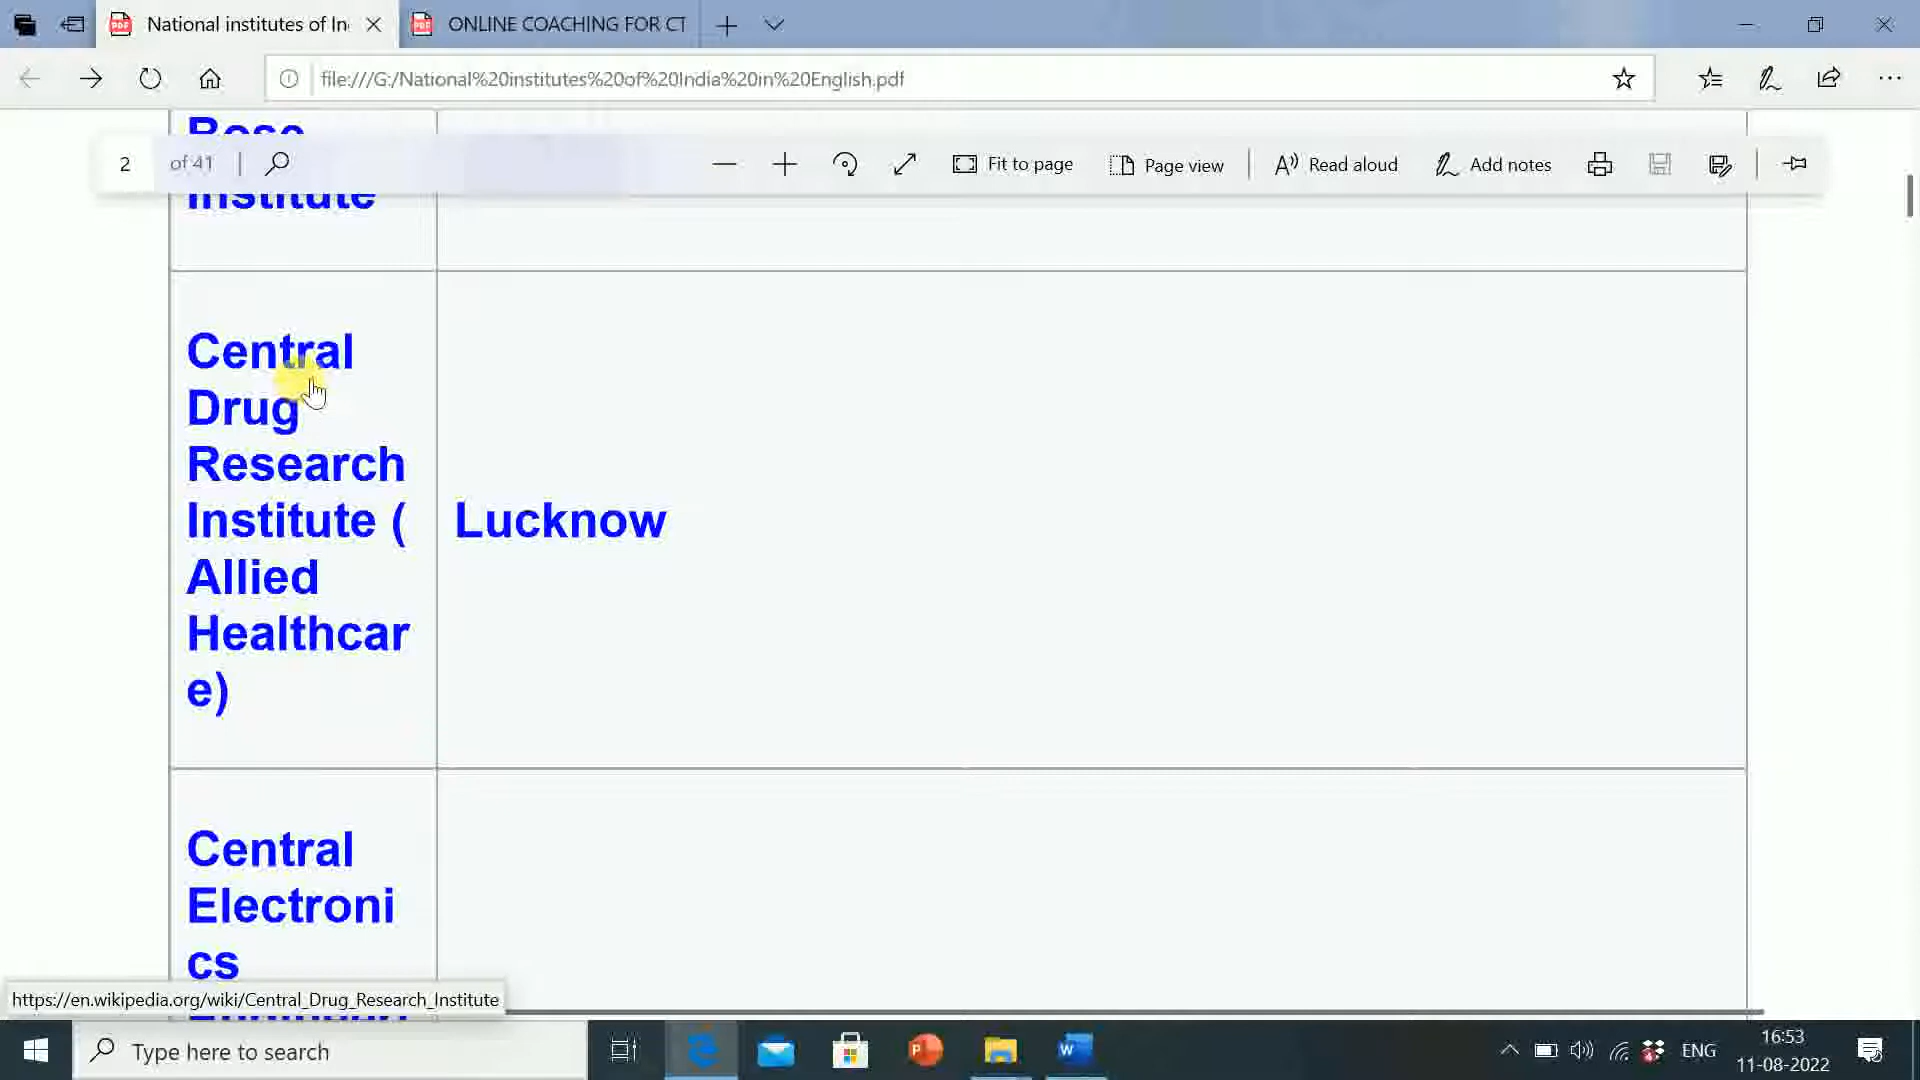 National institutes of In
ONLINE COACHING FOR CT
file:///G:/National%20institutes%20of%20India%20in%20English.pdf
Bose
2 of 41
Fit to page
Page view
Read aloud
Add notes
Institute
Central
Drug
Research
Institute (
Allied
Healthcar
e)
Lucknow
Central
Electroni
cs
https://en.wikipedia.org/wiki/Central_Drug_Research_Institute
Type here to search
ENG
16:53
11-08-2022